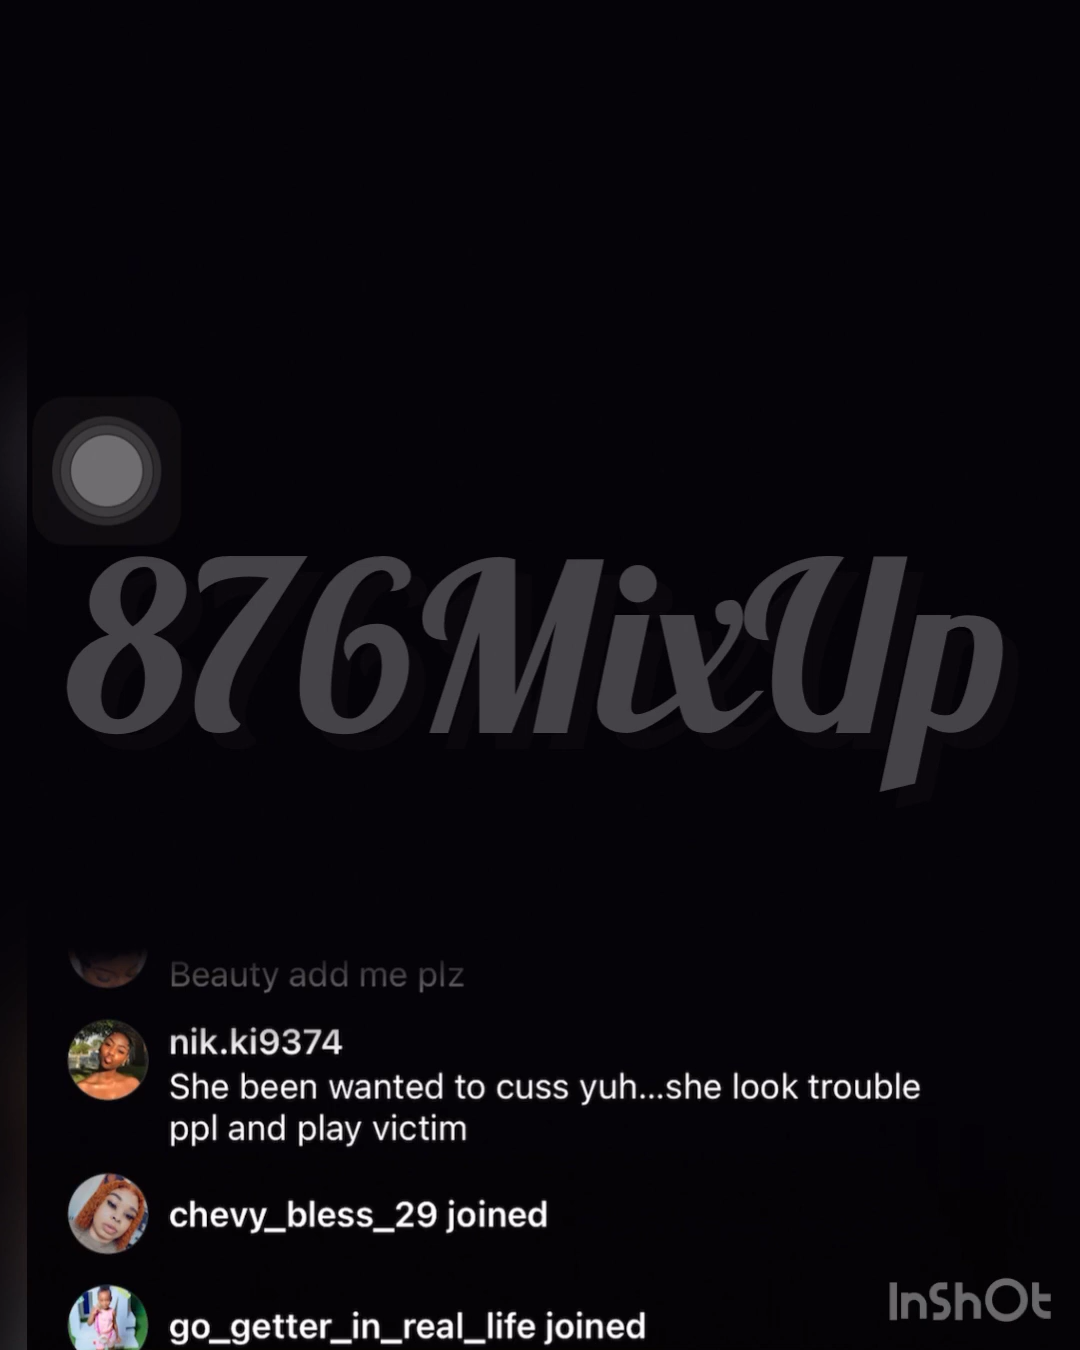 876MixUp
Beauty add me plz
nik.ki9374
She been wanted to cuss yuh...she look trouble
ppl and play victim
chevy_bless_29 joined
go_getter_in_real_life joined
InShOt